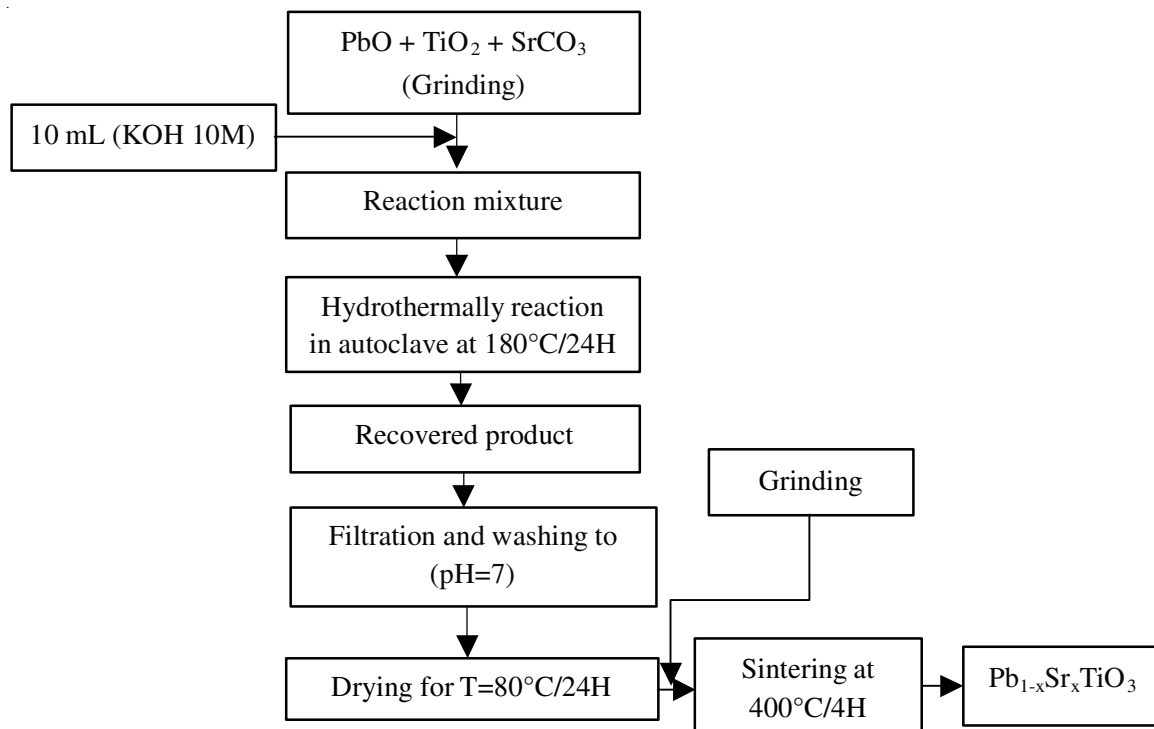 PbO + TiO₂ + SrCO₃
(Grinding)
10 mL (KOH 10M)
Reaction mixture
Hydrothermally reaction
in autoclave at 180°C/24H
Recovered product
Grinding
Filtration and washing to
(pH=7)
Drying for T=80°C/24H
Sintering at
400°C/4H
Pb₁₋ₓSrₓTiO₃